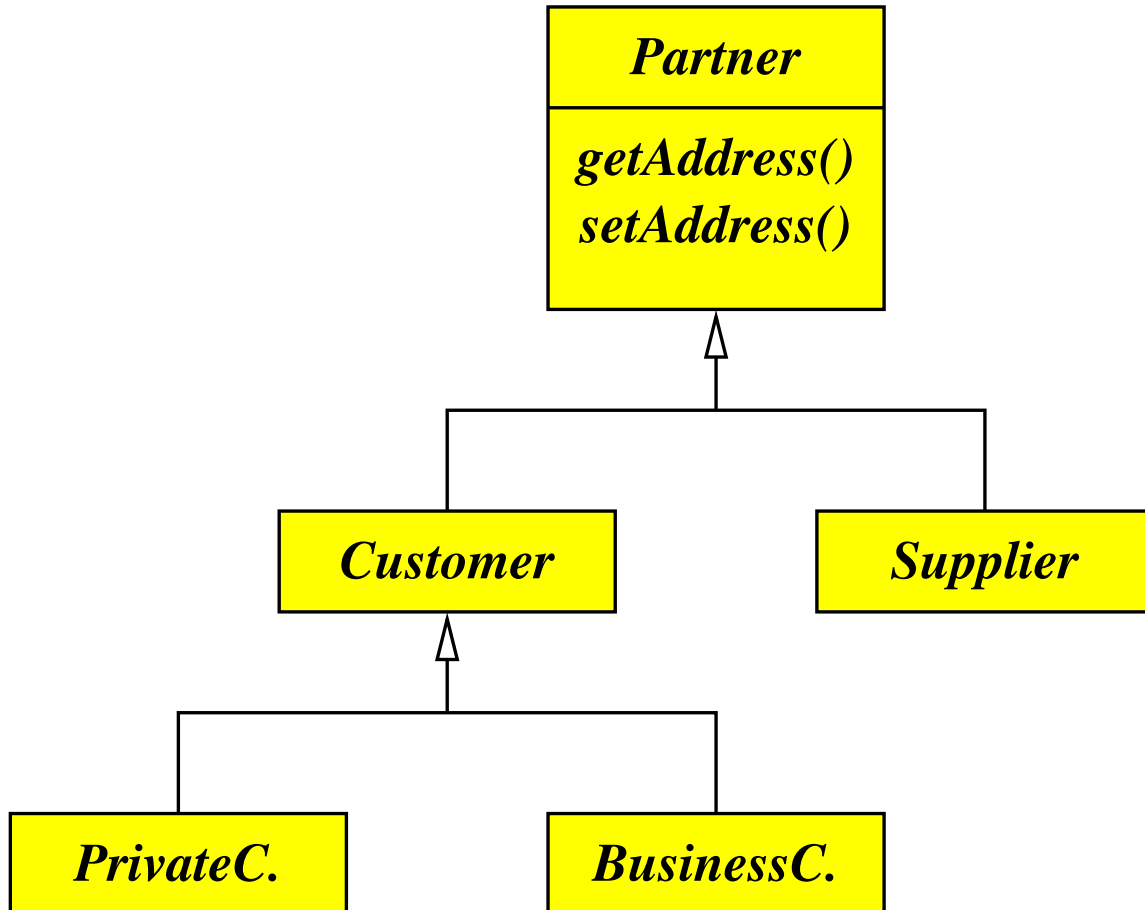 Partner
getAddress()
setAddress()
Customer
Supplier
PrivateC.
BusinessC.